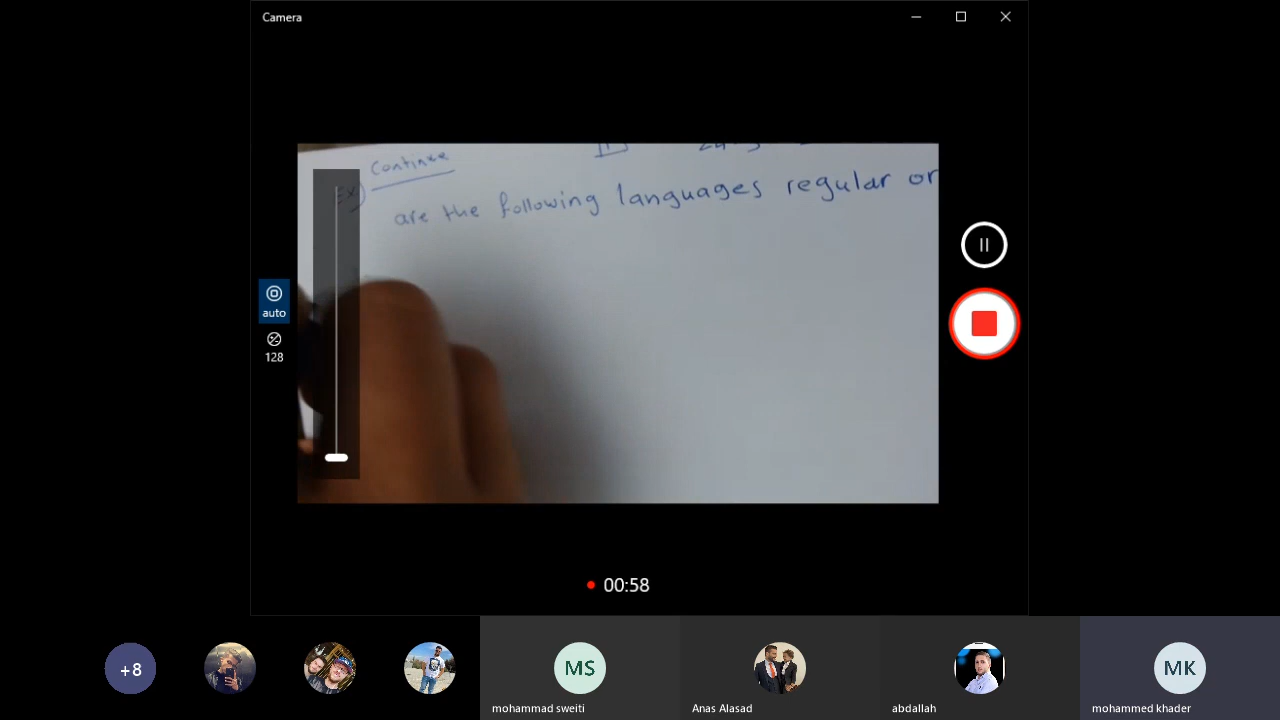 Camera
Continue
Ex)
are the following languages regular or
auto
128
00:58
+8
MS
MK
mohammad sweiti
Anas Alasad
abdallah
mohammed khader